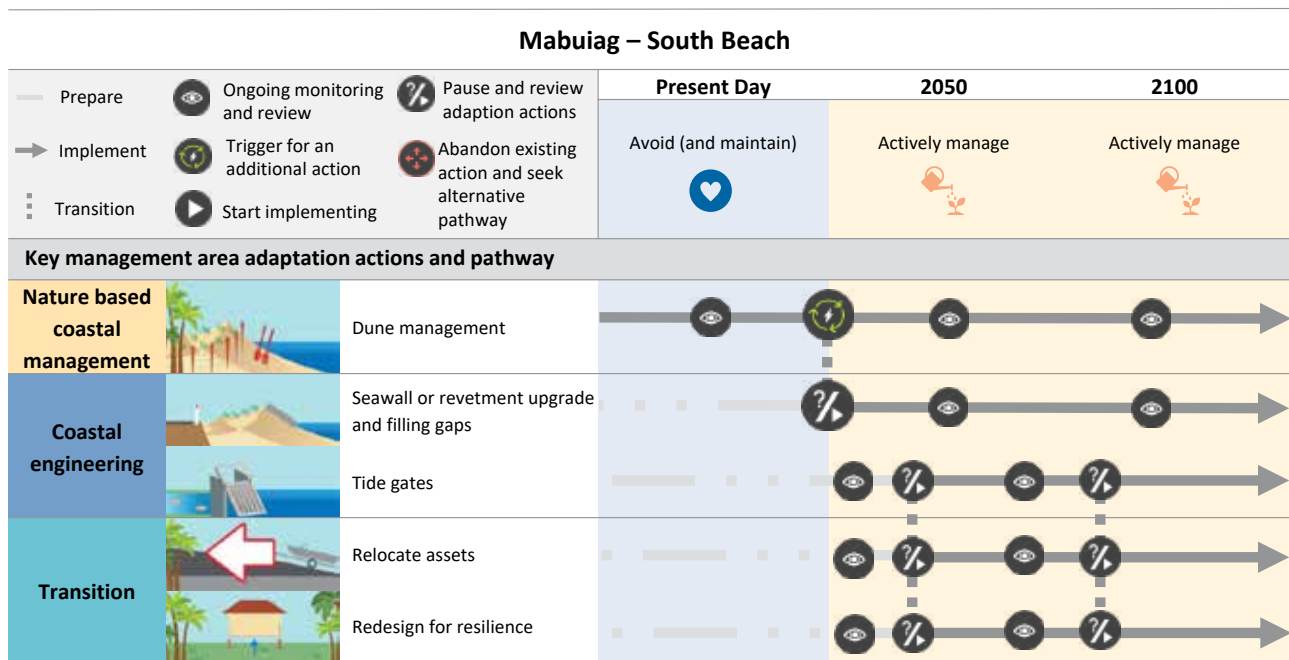 Mabuiag – South Beach
Prepare
Ongoing monitoring
and review
Pause and review
adaption actions
Implement
Trigger for an
additional action
Abandon existing
action and seek
alternative
pathway
Transition
Start implementing
Present Day
2050
2100
Avoid (and maintain)
Actively manage
Actively manage
Key management area adaptation actions and pathway
Nature based
coastal
management
Dune management
Coastal
engineering
Seawall or revetment upgrade
and filling gaps
Tide gates
Transition
Relocate assets
Redesign for resilience